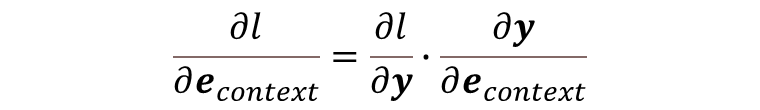 ∂l/∂e_context = ∂l/∂y · ∂y/∂e_context